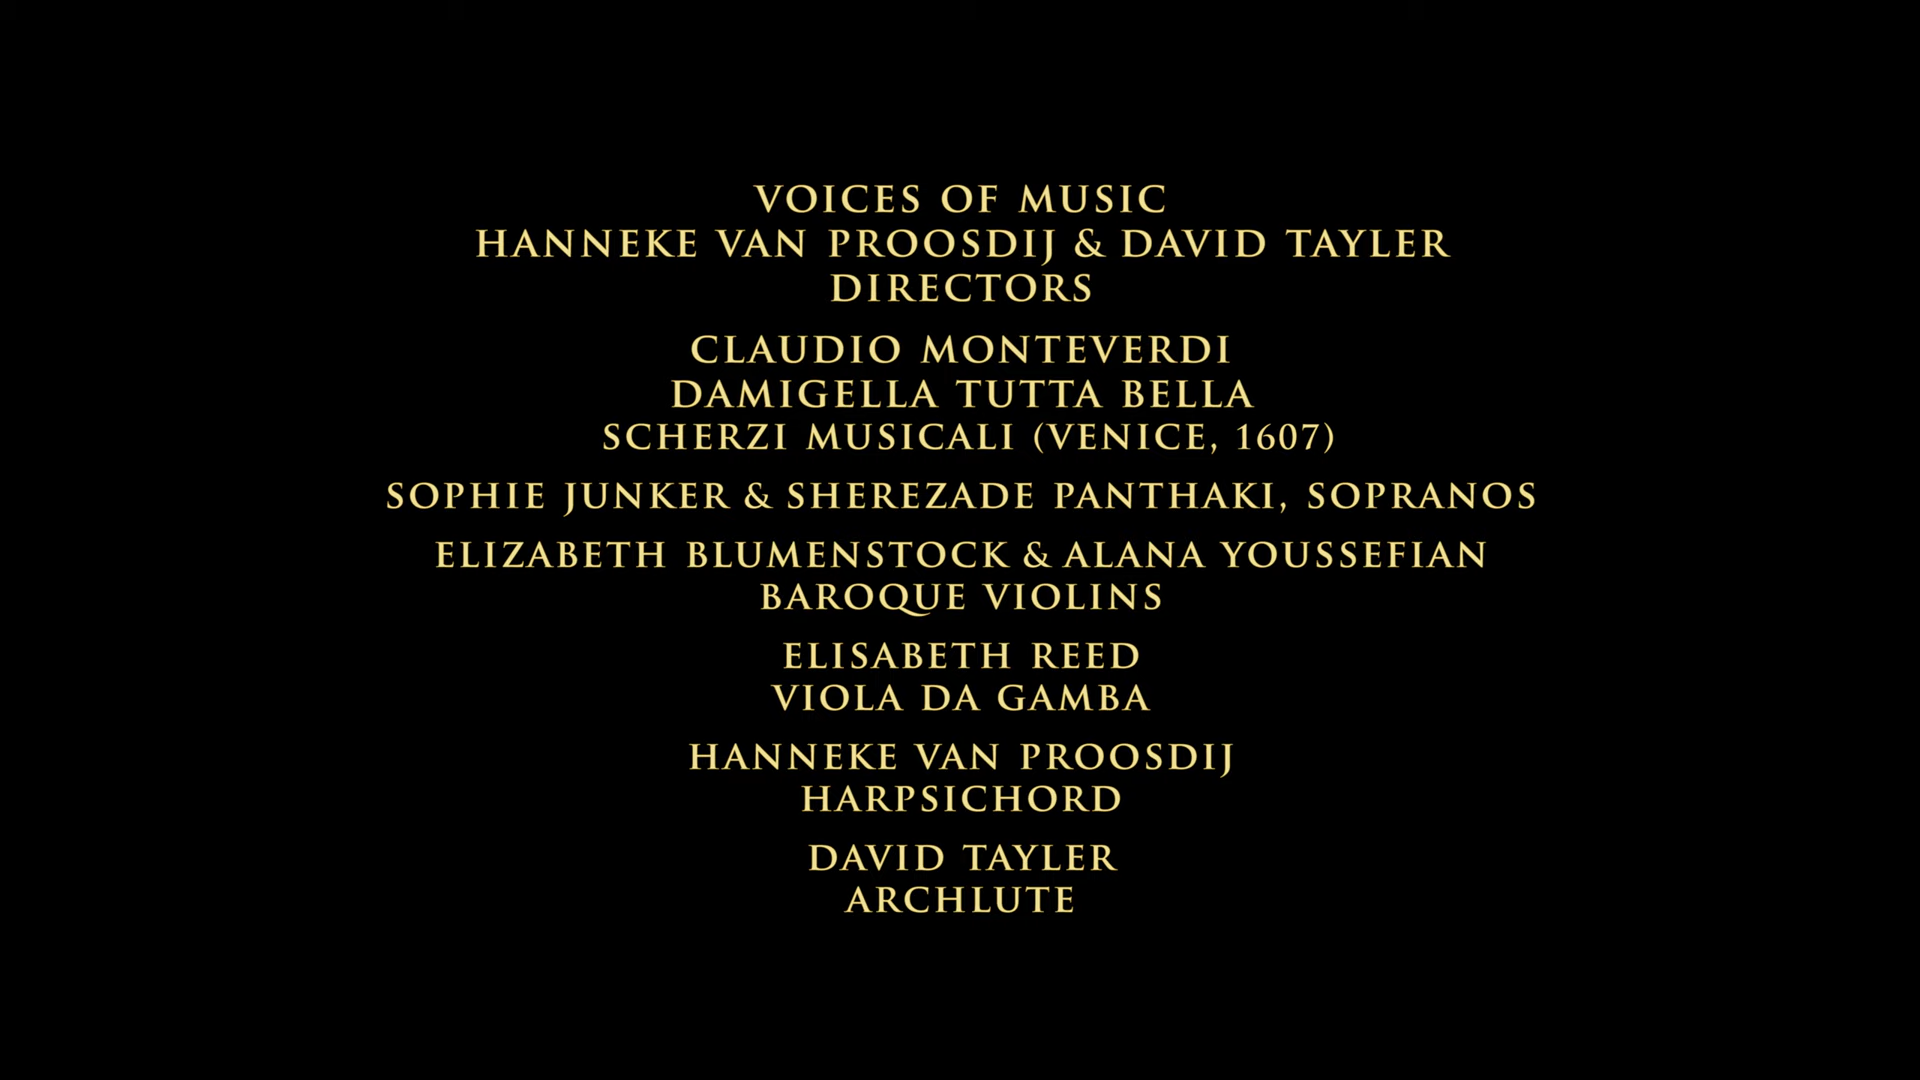 VOICES OF MUSIC
HANNEKE VAN PROOSDIJ & DAVID TAYLER
DIRECTORS
CLAUDIO MONTEVERDI
DAMIGELLA TUTTA BELLA
SCHERZI MUSICALI (VENICE, 1607)
SOPHIE JUNKER & SHEREZADE PANTHAKI, SOPRANOS
ELIZABETH BLUMENSTOCK & ALANA YOUSSEFIAN
BAROQUE VIOLINS
ELISABETH REED
VIOLA DA GAMBA
HANNEKE VAN PROOSDIJ
HARPSICHORD
DAVID TAYLER
ARCHLUTE